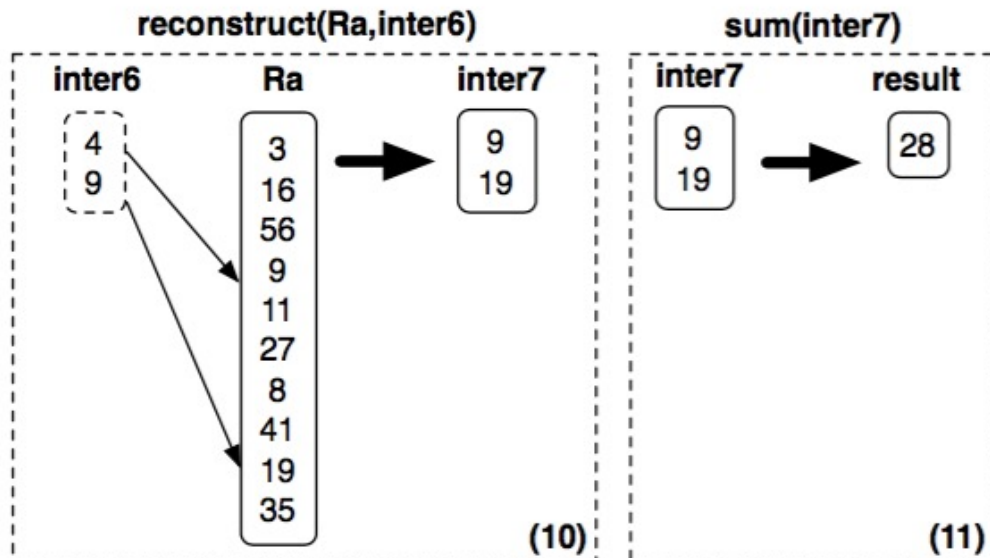 reconstruct(Ra,inter6)
inter6
Ra
inter7
4
9
3
16
56
9
11
27
8
41
19
35
9
19
(10)
sum(inter7)
inter7
result
9
19
28
(11)